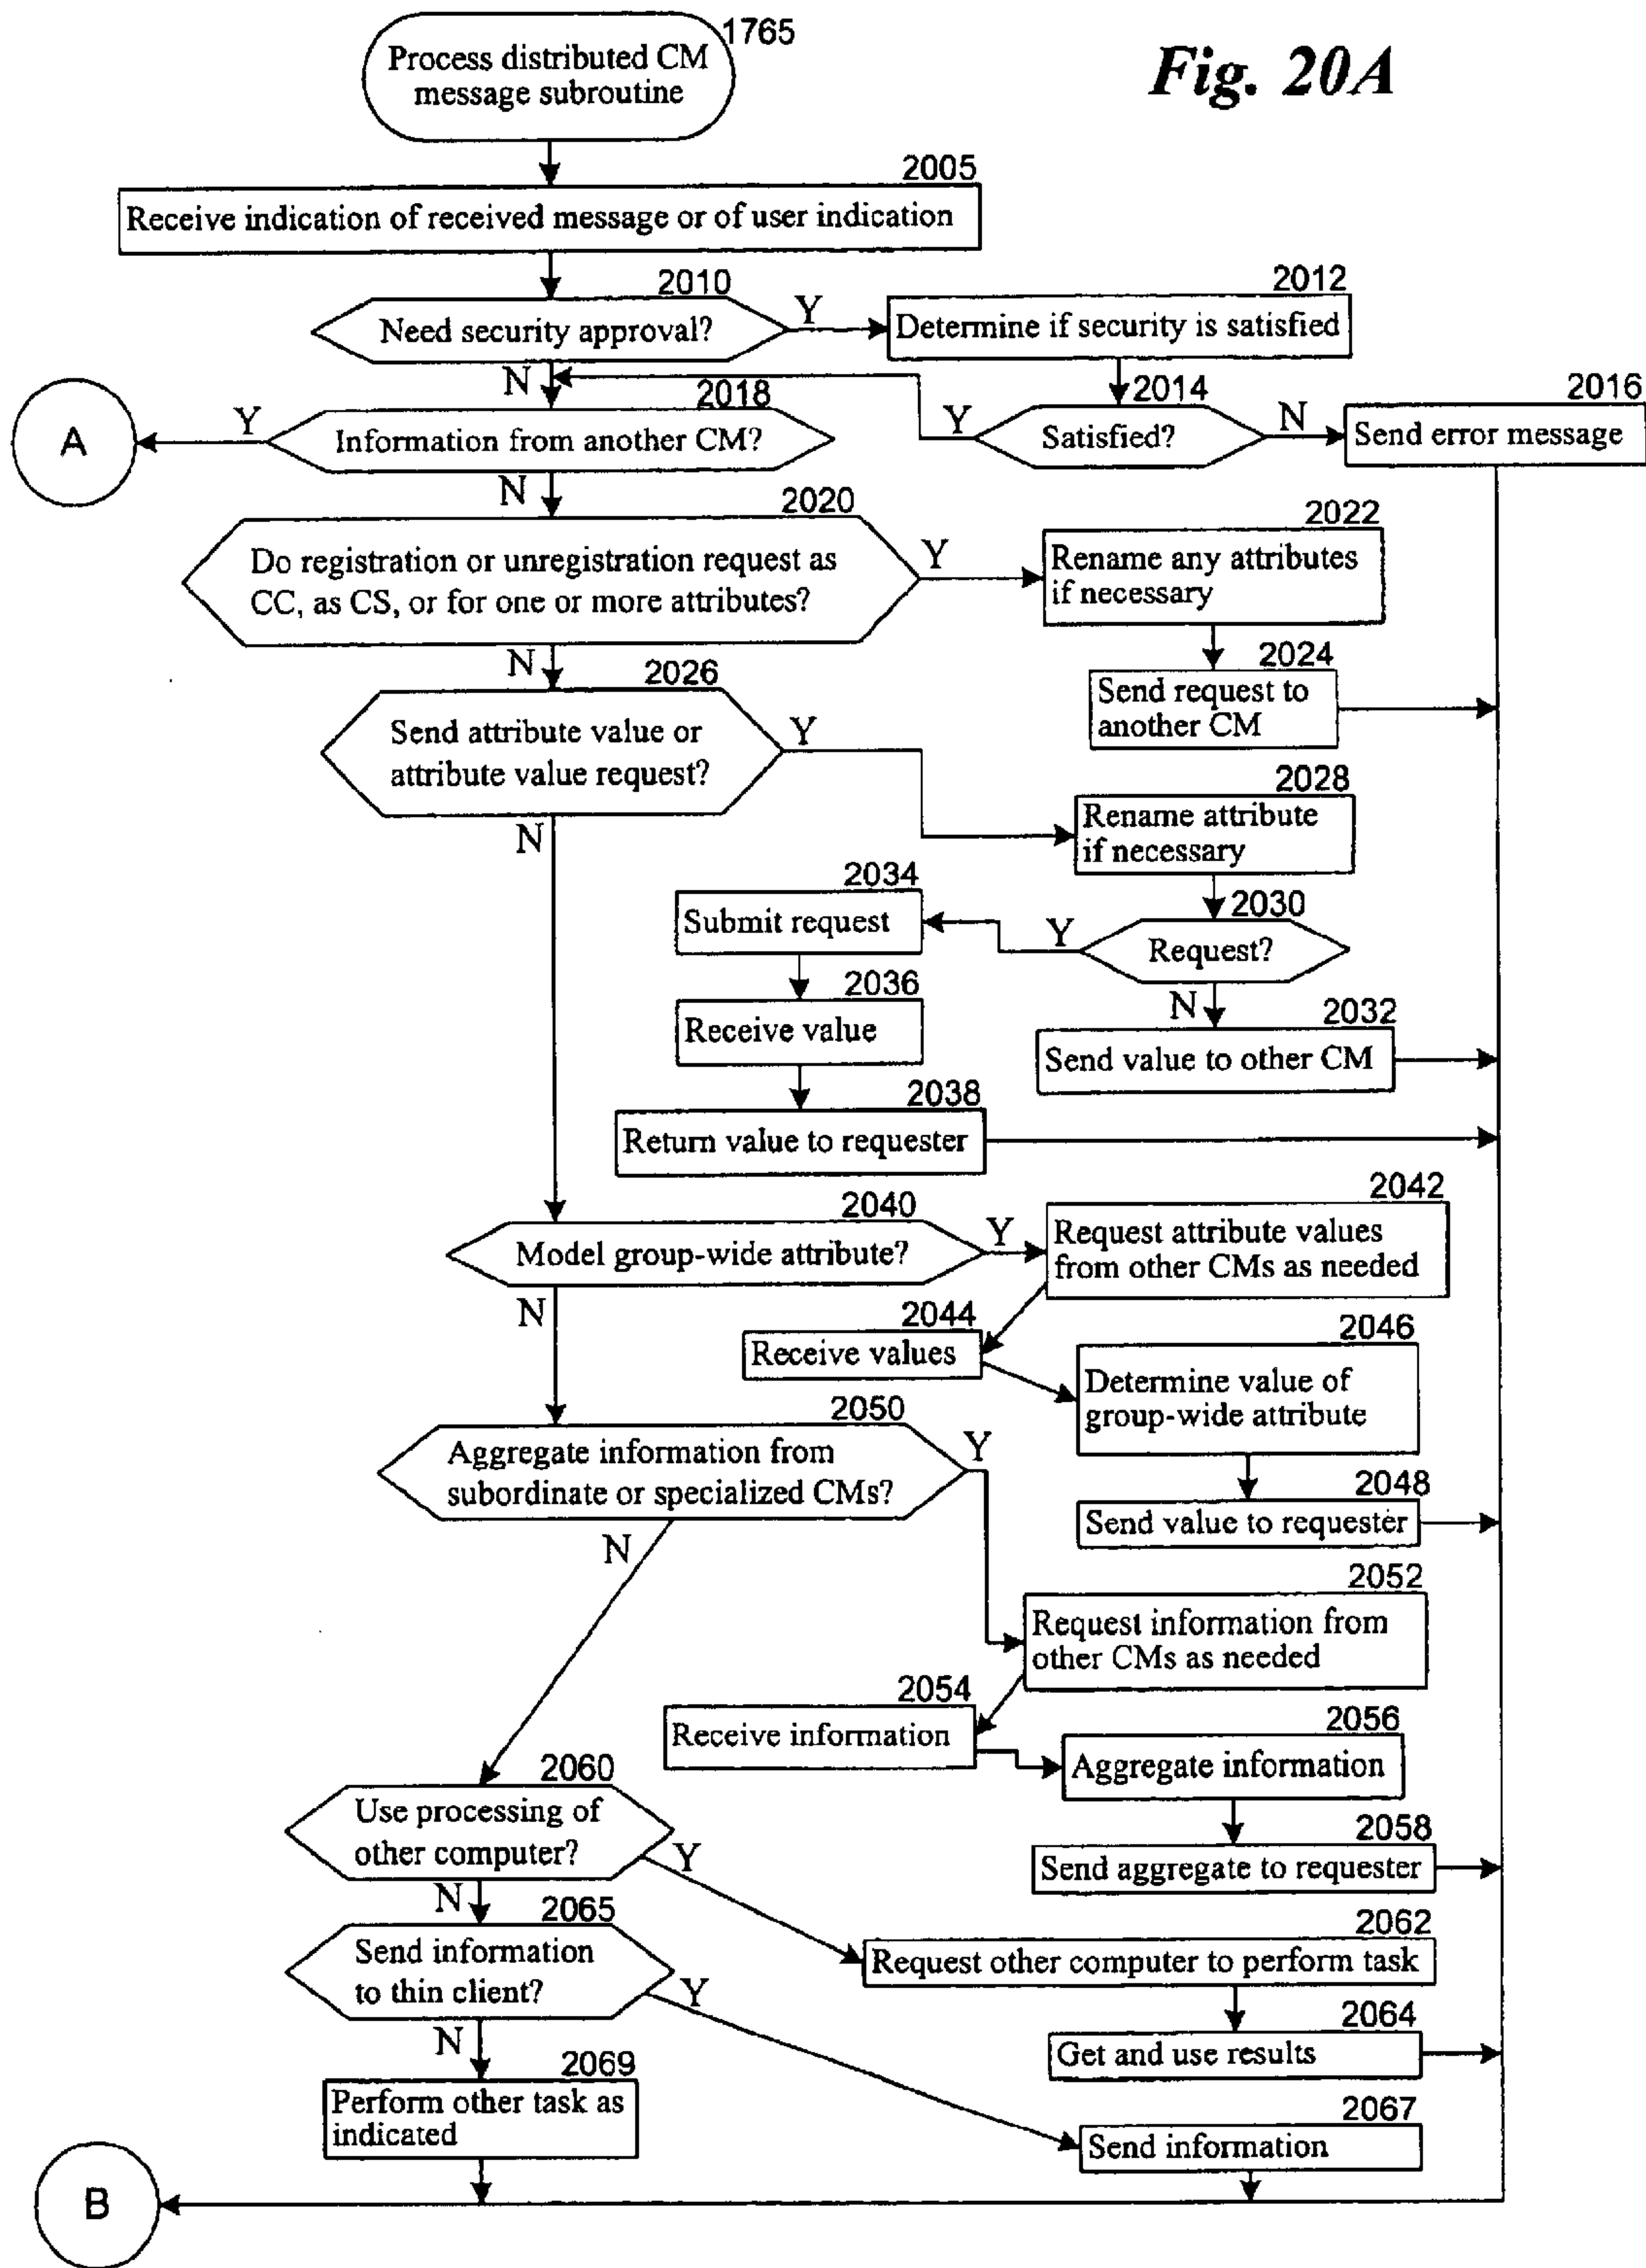 1765
Fig. 20A
Process distributed CM
message subroutine
2005
Receive indication of received message or of user indication
2010
Need security approval?
Y
2012
Determine if security is satisfied
N
2018
2014
2016
A
Y
Information from another CM?
Y
Satisfied?
N
Send error message
N
2020
Do registration or unregistration request as
CC, as CS, or for one or more attributes?
Y
2022
Rename any attributes
if necessary
N
2024
Send request to
another CM
2026
Send attribute value or
attribute value request?
Y
N
2028
Rename attribute
if necessary
2034
Submit request
Y
2030
Request?
2036
Receive value
N
2032
Send value to other CM
2038
Return value to requester
2040
Model group-wide attribute?
Y
2042
Request attribute values
from other CMs as needed
N
2044
Receive values
2046
Determine value of
group-wide attribute
2050
Aggregate information from
subordinate or specialized CMs?
Y
2048
Send value to requester
N
2052
Request information from
other CMs as needed
2054
Receive information
2056
Aggregate information
2060
Use processing of
other computer?
Y
2058
Send aggregate to requester
N
2065
Send information
to thin client?
Y
2062
Request other computer to perform task
2064
Get and use results
N
2069
Perform other task as
indicated
2067
Send information
B